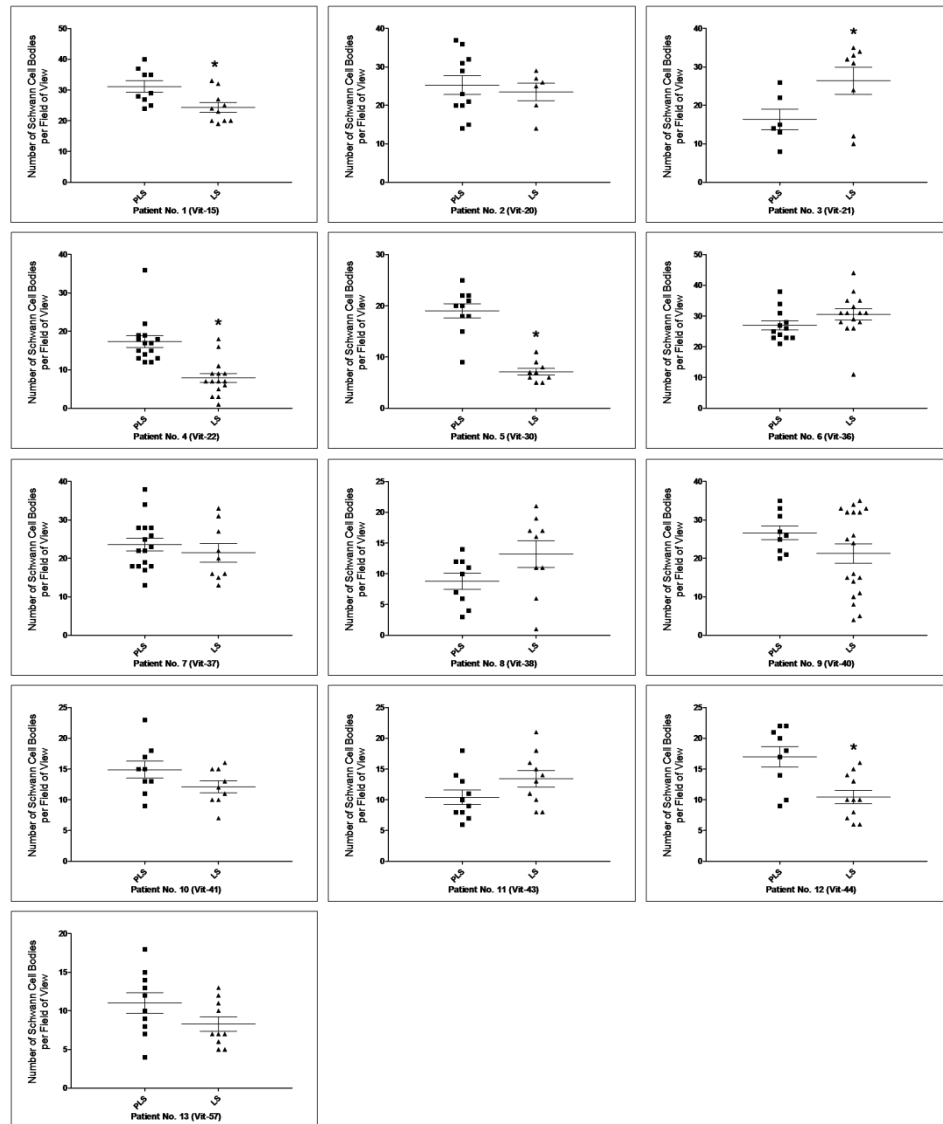 Number of Schwann Cell Bodies
per Field of View
50
40
30
20
10
0
*
PLS
LS
Patient No. 1 (Vit-15)
Number of Schwann Cell Bodies
per Field of View
40
30
20
10
0
PLS
LS
Patient No. 2 (Vit-20)
Number of Schwann Cell Bodies
per Field of View
40
30
20
10
0
*
PLS
LS
Patient No. 3 (Vit-21)
Number of Schwann Cell Bodies
per Field of View
40
30
20
10
0
*
PLS
LS
Patient No. 4 (Vit-22)
Number of Schwann Cell Bodies
per Field of View
30
20
10
0
*
PLS
LS
Patient No. 5 (Vit-30)
Number of Schwann Cell Bodies
per Field of View
50
40
30
20
10
0
PLS
LS
Patient No. 6 (Vit-36)
Number of Schwann Cell Bodies
per Field of View
40
30
20
10
0
PLS
LS
Patient No. 7 (Vit-37)
Number of Schwann Cell Bodies
per Field of View
25
20
15
10
5
0
PLS
LS
Patient No. 8 (Vit-38)
Number of Schwann Cell Bodies
per Field of View
40
30
20
10
0
PLS
LS
Patient No. 9 (Vit-40)
Number of Schwann Cell Bodies
per Field of View
25
20
15
10
5
0
PLS
LS
Patient No. 10 (Vit-41)
Number of Schwann Cell Bodies
per Field of View
25
20
15
10
5
0
PLS
LS
Patient No. 11 (Vit-43)
Number of Schwann Cell Bodies
per Field of View
25
20
15
10
5
0
*
PLS
LS
Patient No. 12 (Vit-44)
Number of Schwann Cell Bodies
per Field of View
20
15
10
5
0
PLS
LS
Patient No. 13 (Vit-57)